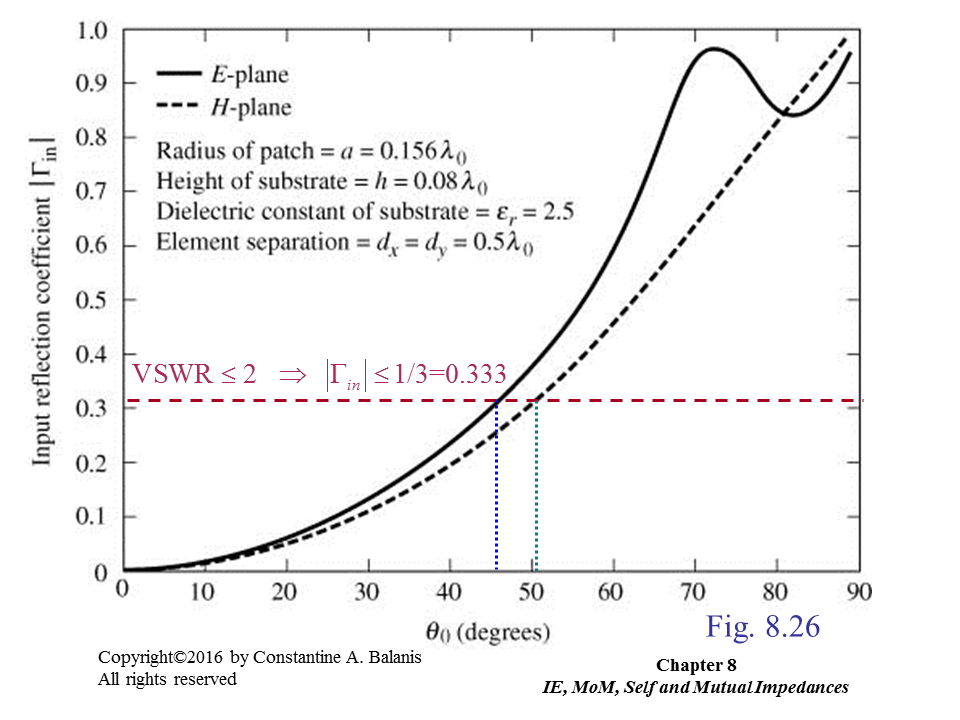 1.0
0.9
0.8
0.7
0.6
0.5
0.4
0.3
0.2
0.1
0
Input reflection coefficient |Γin|
E-plane
H-plane
Radius of patch = a = 0.156λ0
Height of substrate = h = 0.08λ0
Dielectric constant of substrate = εr = 2.5
Element separation = dx = dy = 0.5λ0
VSWR ≤ 2 ⇒ |Γin| ≤ 1/3=0.333
0 10 20 30 40 50 60 70 80 90
θ0 (degrees)
Fig. 8.26
Copyright©2016 by Constantine A. Balanis
All rights reserved
Chapter 8
IE, MoM, Self and Mutual Impedances